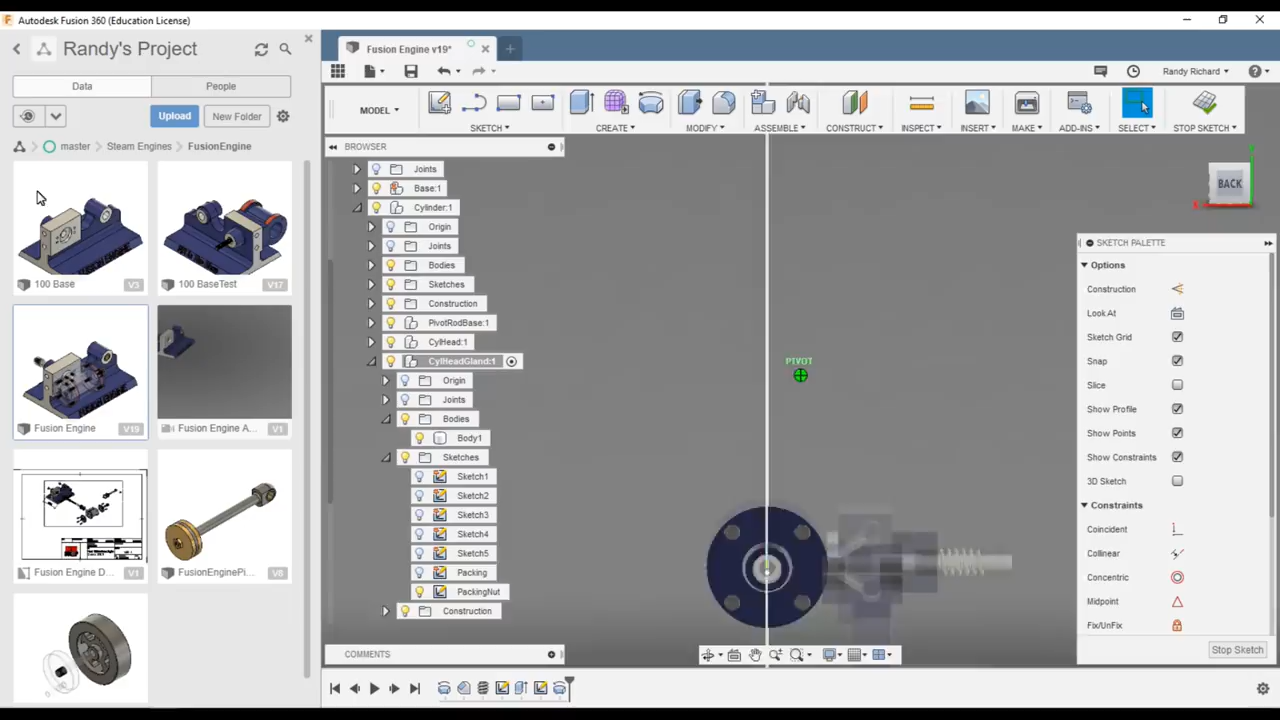 Autodesk Fusion 360 (Education License)
Randy's Project
Data
People
Upload
New Folder
master
Steam Engines
FusionEngine
100 Base
V3
100 BaseTest
V17
Fusion Engine
V19
Fusion Engine A...
V1
Fusion Engine D...
V1
FusionEnginePi...
V8
Fusion Engine v19*
Randy Richard
MODEL
SKETCH
CREATE
MODIFY
ASSEMBLE
CONSTRUCT
INSPECT
INSERT
MAKE
ADD-INS
SELECT
STOP SKETCH
BROWSER
Joints
Base:1
Cylinder:1
Origin
Joints
Bodies
Sketches
Construction
PivotRodBase:1
CylHead:1
CylHeadGland:1
Origin
Joints
Bodies
Body1
Sketches
Sketch1
Sketch2
Sketch3
Sketch4
Sketch5
Packing
PackingNut
Construction
COMMENTS
PIVOT
BACK
SKETCH PALETTE
Options
Construction
Look At
Sketch Grid
Snap
Slice
Show Profile
Show Points
Show Constraints
3D Sketch
Constraints
Coincident
Collinear
Concentric
Midpoint
Fix/UnFix
Stop Sketch